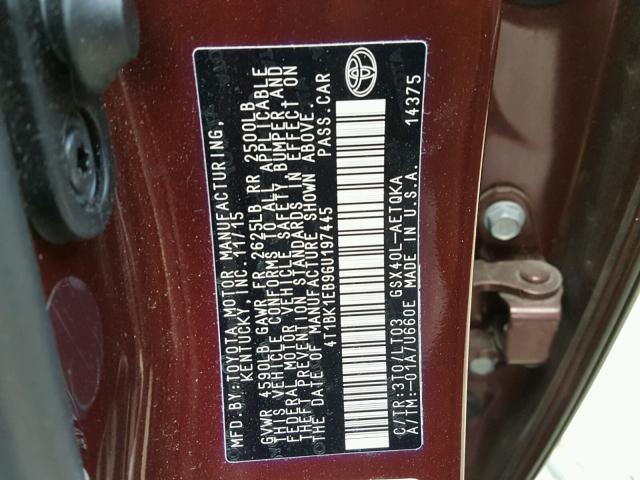 MFD.BY:TOYOTA MOTOR MANUFACTURING,
KENTUCKY, INC. 11/15
GVWR 4590LB GAWR FR 2625LB RR 2500LB
THIS VEHICLE CONFORMS TO ALL APPLICABLE
FEDERAL MOTOR VEHICLE SAFETY, BUMPER, AND
THEFT PREVENTION STANDARDS IN EFFECT ON
THE DATE OF MANUFACTURE SHOWN ABOVE.
4T1BK1EB9GU197445 PASS.CAR
C/TR:3T0/LT03 GSX40L-AETQKA
A/TM:-01A/U660E MADE IN U.S.A. 14375
TOYOTA